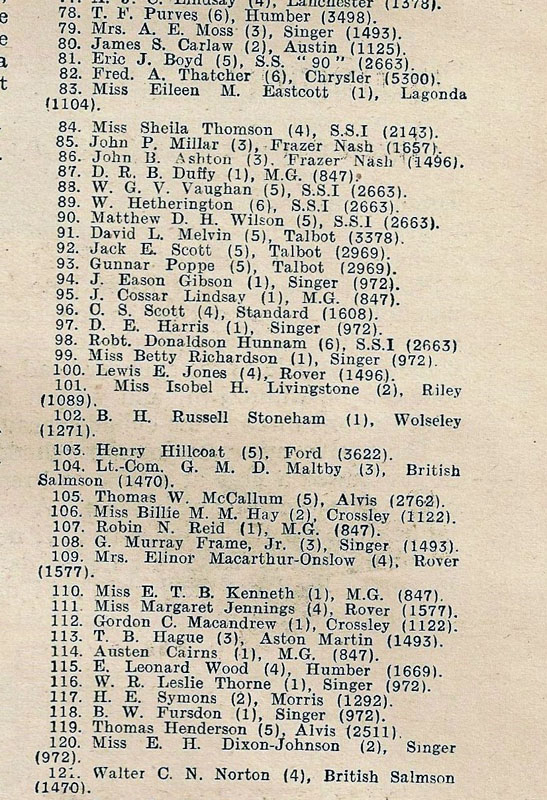 78. T. F. Purves (6), Humber (3498).
79. Mrs. A. E. Moss (3), Singer (1493).
80. James S. Carlaw (2), Austin (1125).
81. Eric J. Boyd (5), S.S. "90" (2663).
82. Fred. A. Thatcher (6), Chrysler (5300).
83. Miss Eileen M. Eastcott (1), Lagonda
(1104).
84. Miss Sheila Thomson (4), S.S.I (2143).
85. John P. Millar (3), Frazer Nash (1657).
86. John B. Ashton (3). Frazer Nash (1496).
87. D. R. B. Duffy (1), M.G. (847).
88. W. G. V. Vaughan (5), S.S.I (2663).
89. W. Hetherington (6), S.S.I (2663).
90. Matthew D. H. Wilson (5), S.S.I (2663).
91. David L. Melvin (5), Talbot (3378).
92. Jack E. Scott (5), Talbot (2969).
93. Gunnar Poppe (5), Talbot (2969).
94. J. Eason Gibson (1), Singer (972).
95. J. Cossar Lindsay (1), M.G. (847).
96. C. S. Scott (4), Standard (1608).
97. D. E. Harris (1), Singer (972).
98. Robt. Donaldson Hunnam (6), S.S.I (2663)
99. Miss Betty Richardson (1), Singer (972).
100. Lewis E. Jones (4), Rover (1496).
101. Miss Isobel H. Livingstone (2), Riley
(1089).
102. B. H. Russell Stoneham (1), Wolseley
(1271).
103. Henry Hillcoat (5), Ford (3622).
104. Lt.-Com. G. M. D. Maltby (3), British
Salmson (1470).
105. Thomas W. McCallum (5), Alvis (2762).
106. Miss Billie M. M. Hay (2), Crossley (1122).
107. Robin N. Reid (1), M.G. (847).
108. G. Murray Frame, Jr. (3), Singer (1493).
109. Mrs. Elinor Macarthur-Onslow (4), Rover
(1577).
110. Miss E. T. B. Kenneth (1), M.G. (847).
111. Miss Margaret Jennings (4), Rover (1577).
112. Gordon C. Macandrew (1), Crossley (1122).
113. T. B. Hague (3), Aston Martin (1493).
114. Austen Cairns (1), M.G. (847).
115. E. Leonard Wood (4), Humber (1669).
116. W. R. Leslie Thorne (1), Singer (972).
117. H. E. Symons (2), Morris (1292).
118. B. W. Fursdon (1), Singer (972).
119. Thomas Henderson (5), Alvis (2511).
120. Miss E. H. Dixon-Johnson (2), Singer
(972).
121. Walter C. N. Norton (4), British Salmson
(1470).